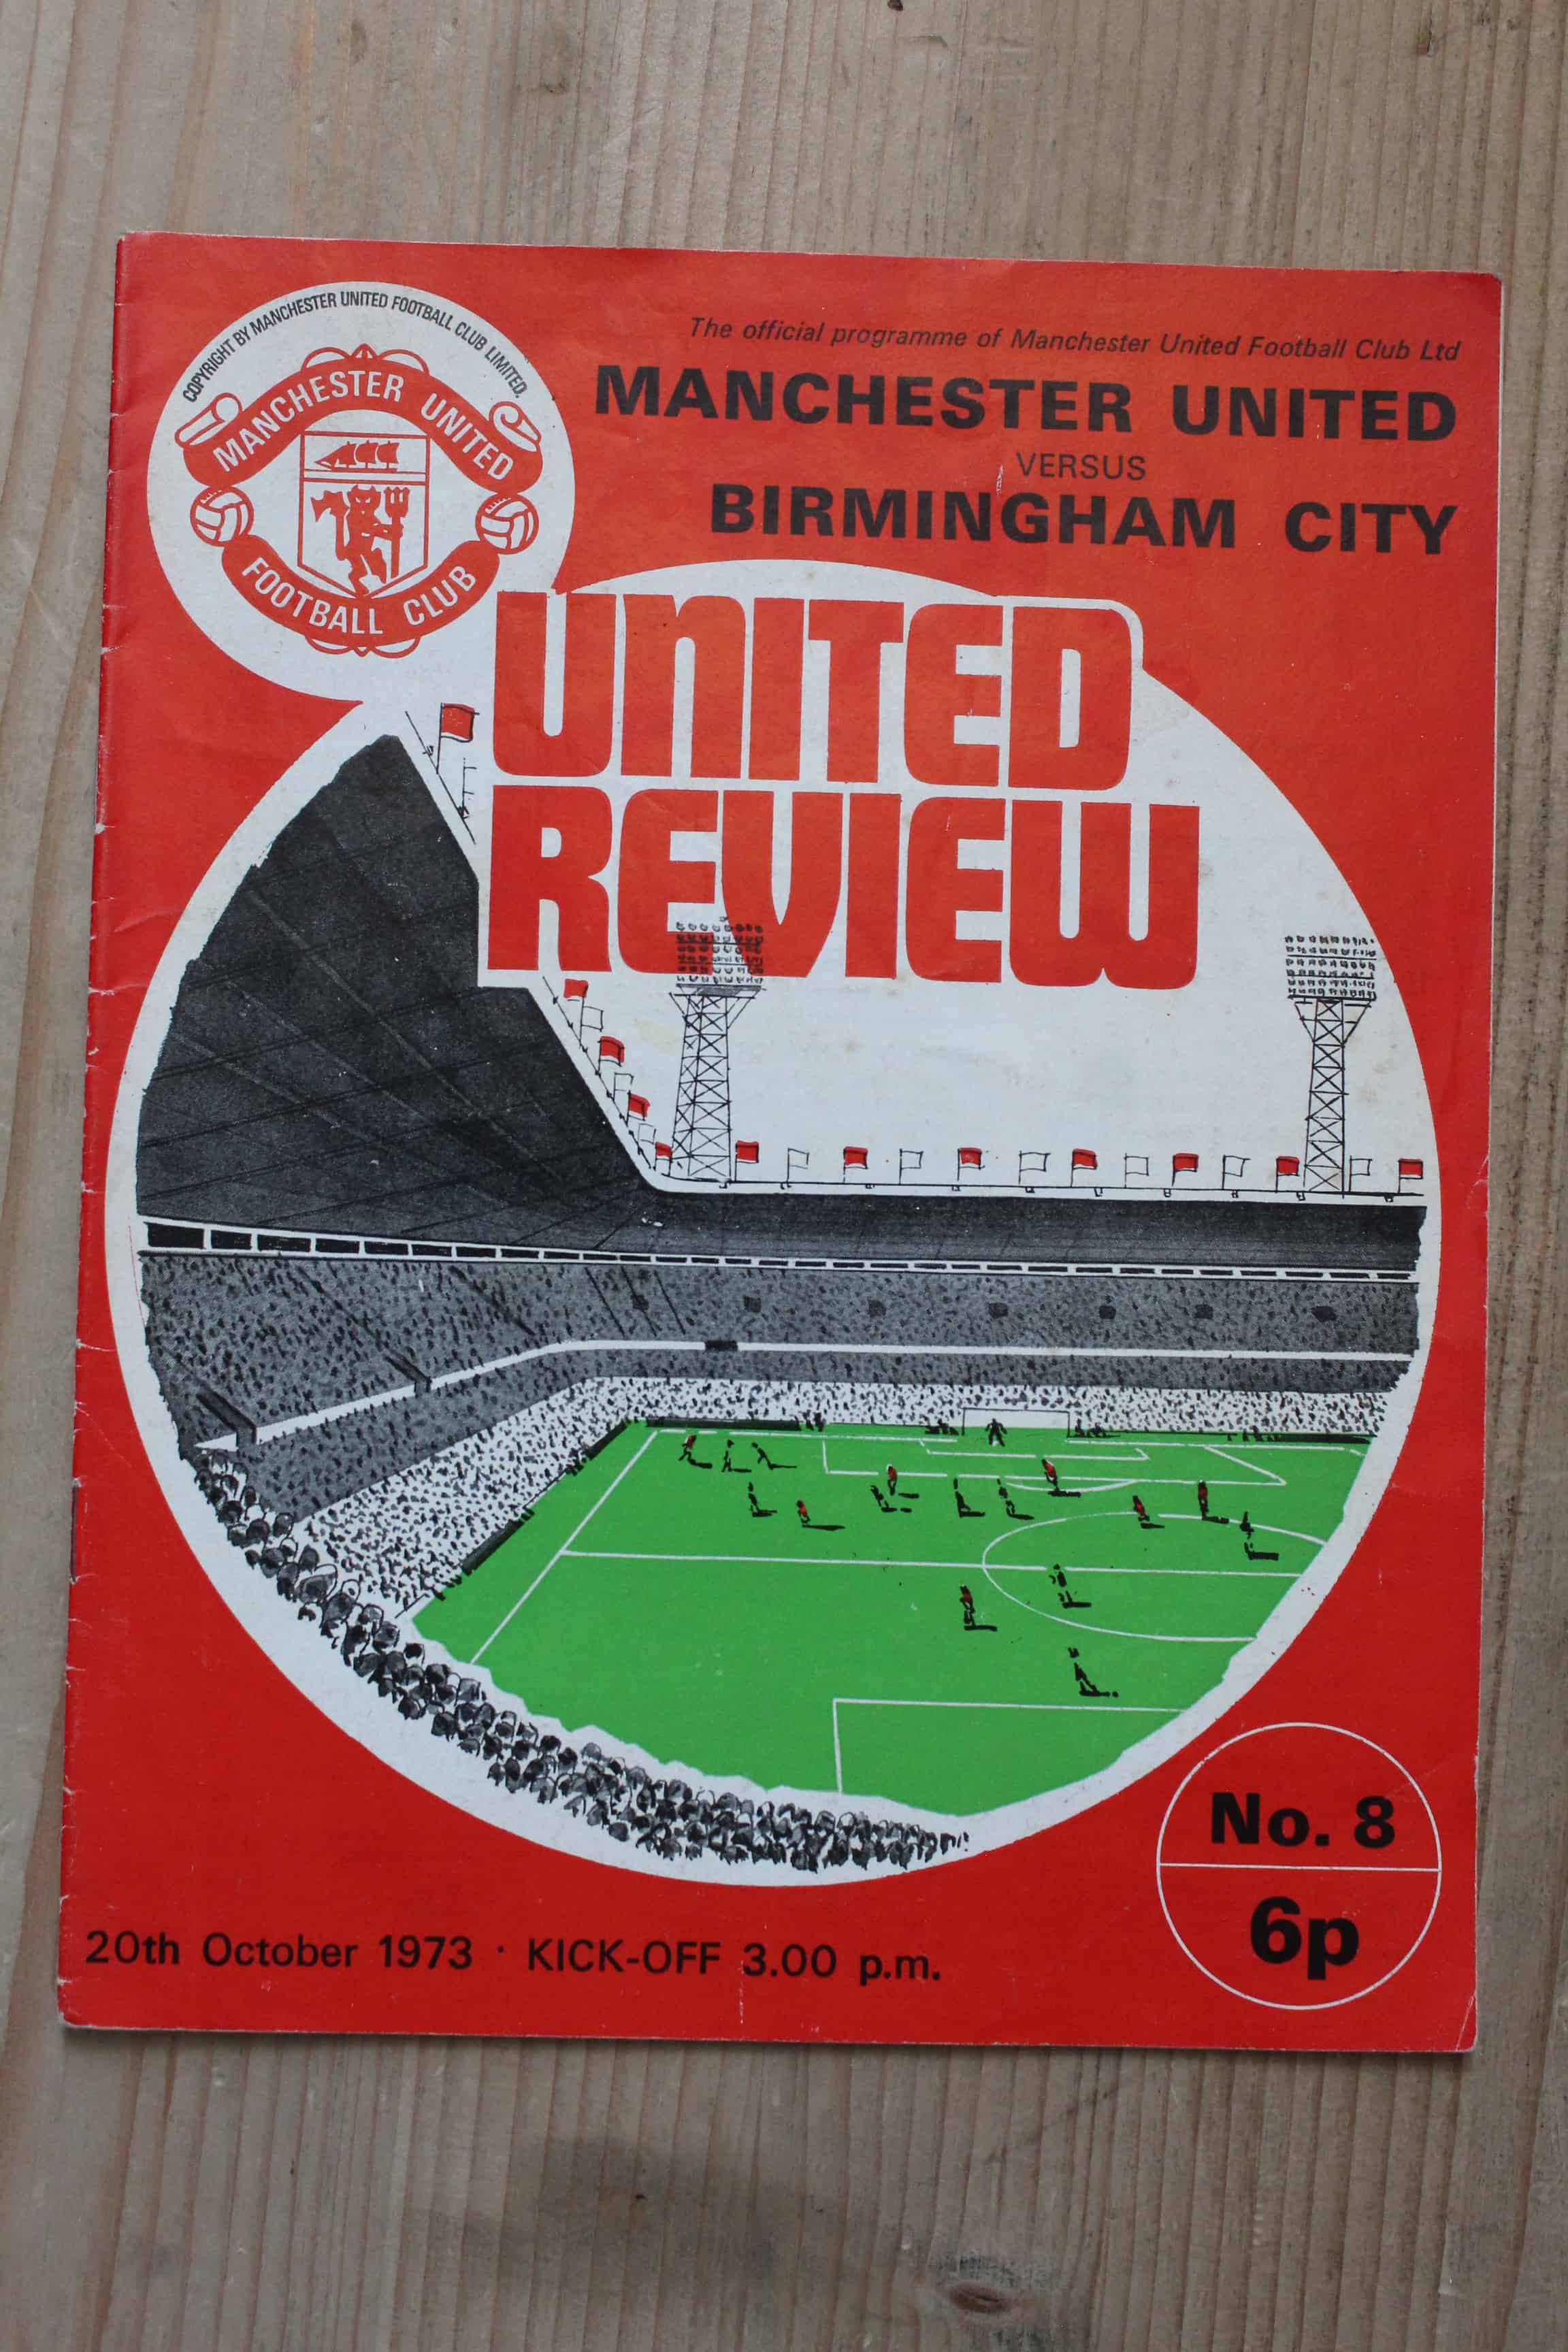 COPYRIGHT BY MANCHESTER UNITED FOOTBALL CLUB LIMITED.
MANCHESTER UNITED
FOOTBALL CLUB
The official programme of Manchester United Football Club Ltd
MANCHESTER UNITED
VERSUS
BIRMINGHAM CITY
UNITED
REVIEW
No. 8
6p
20th October 1973 · KICK-OFF 3.00 p.m.